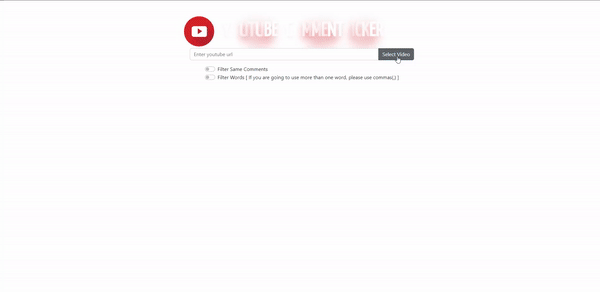 YOUTUBE COMMENT PICKER
Enter youtube url
Select Video
Filter Same Comments
Filter Words [ If you are going to use more than one word, please use commas(,) ]